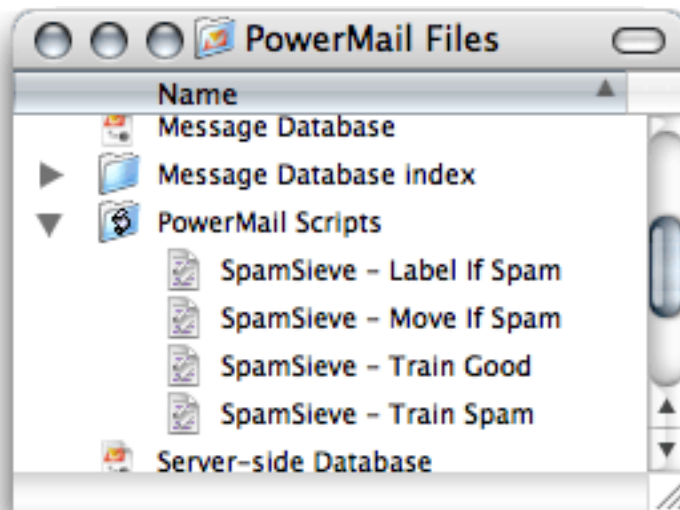 PowerMail Files
Name
Message Database
Message Database index
PowerMail Scripts
SpamSieve – Label If Spam
SpamSieve – Move If Spam
SpamSieve – Train Good
SpamSieve – Train Spam
Server-side Database